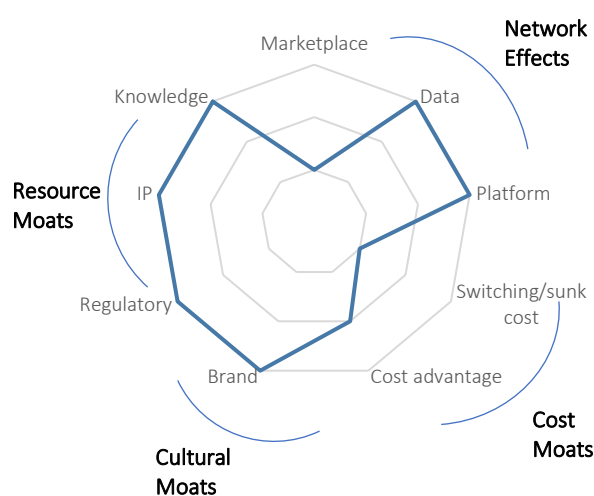 Network
Effects
Marketplace
Knowledge
Data
Resource
Moats
IP
Platform
Regulatory
Switching/sunk
cost
Brand
Cost advantage
Cost
Moats
Cultural
Moats